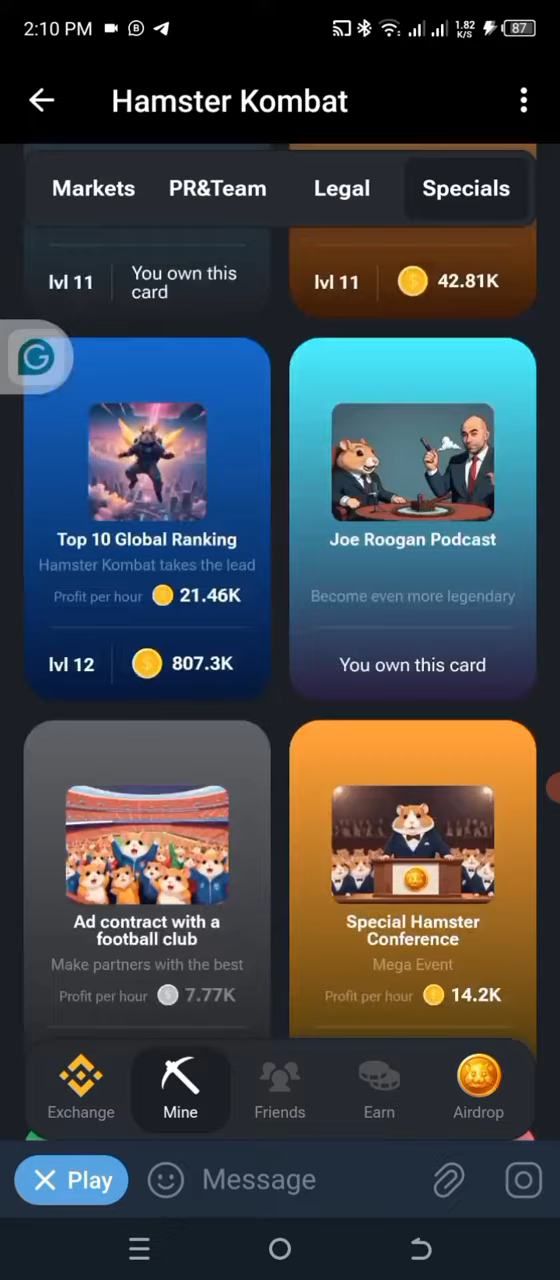 2:10 PM
1.82
K/S
87
Hamster Kombat
Markets
PR&Team
Legal
Specials
lvl 11
You own this
card
lvl 11
42.81K
Top 10 Global Ranking
Hamster Kombat takes the lead
Profit per hour 21.46K
lvl 12
807.3K
Joe Roogan Podcast
Become even more legendary
You own this card
Ad contract with a
football club
Make partners with the best
Profit per hour 7.77K
Special Hamster
Conference
Mega Event
Profit per hour 14.2K
Exchange
Mine
Friends
Earn
Airdrop
Play
Message